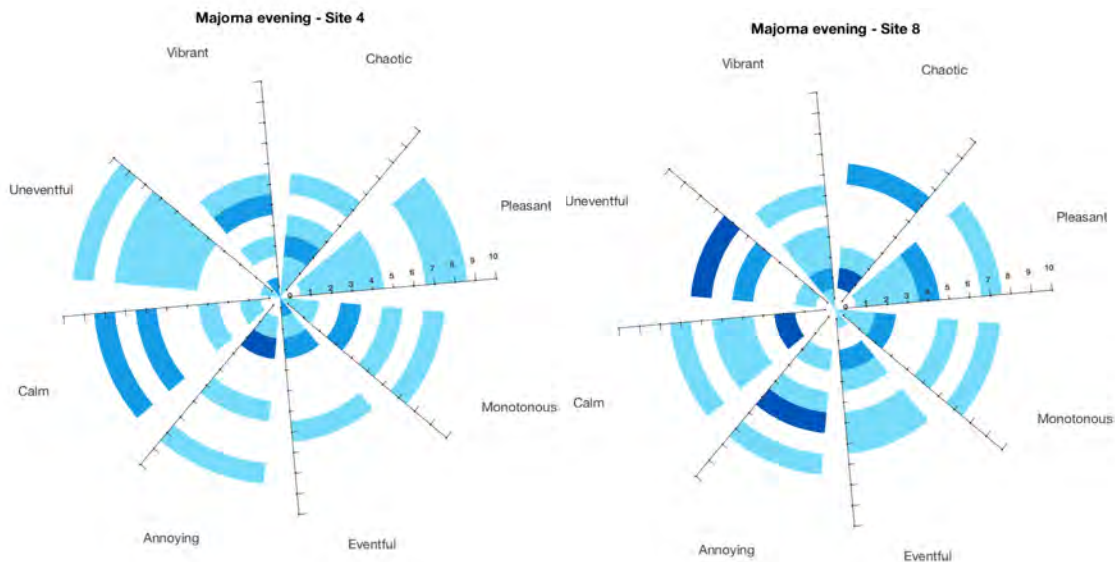 Majorna evening - Site 4
Vibrant
Chaotic
Uneventful
Pleasant
0 1 2 3 4 5 6 7 8 9 10
Calm
Monotonous
Annoying
Eventful
Majorna evening - Site 8
Vibrant
Chaotic
Uneventful
Pleasant
0 1 2 3 4 5 6 7 8 9 10
Calm
Monotonous
Annoying
Eventful